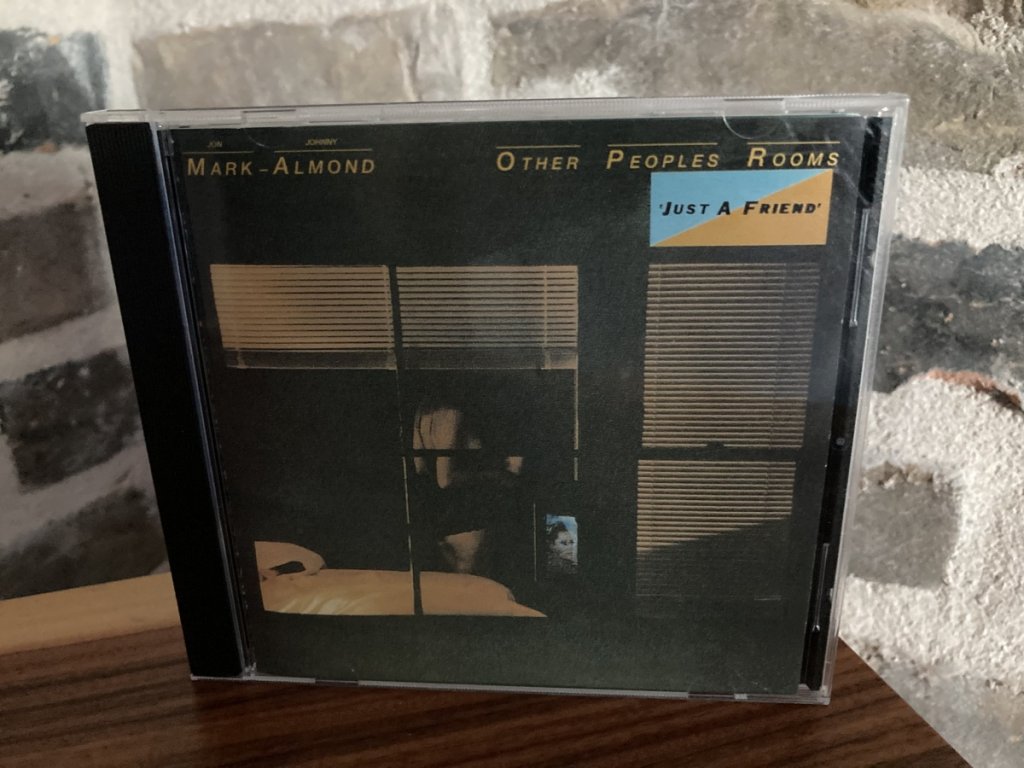 JON JOHNNY
MARK-ALMOND OTHER PEOPLES ROOMS
'JUST A FRIEND'